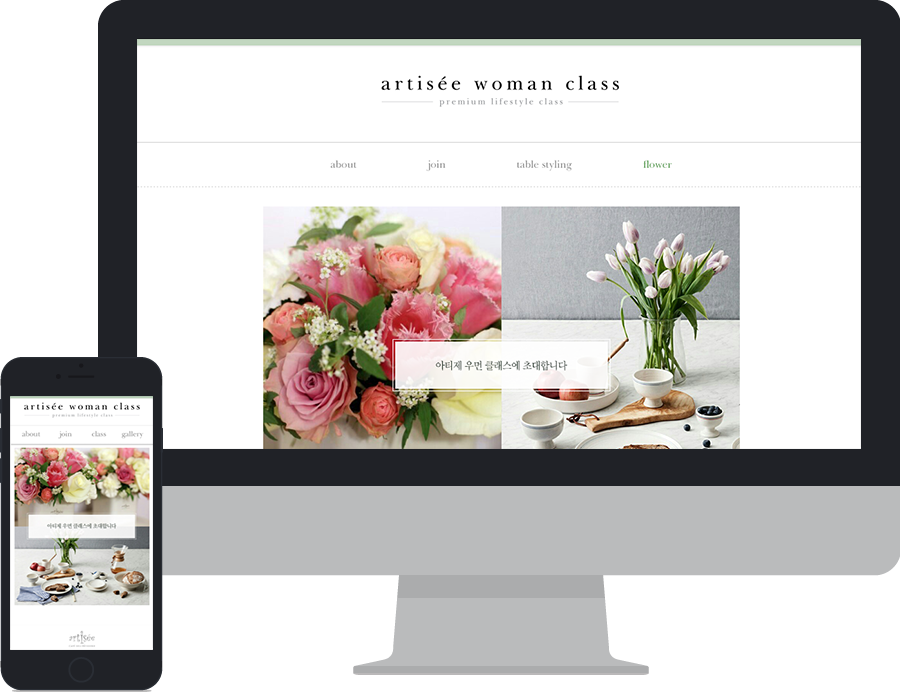 artisée woman class
premium lifestyle class
about join table styling flower
아티제 우먼 클래스에 초대합니다
artisée woman class
premium lifestyle class
about join class gallery
아티제 우먼 클래스에 초대합니다
artisée